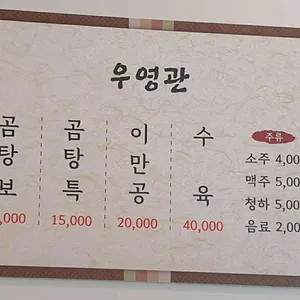 우영관
곰탕보
,000
곰탕특
15,000
이만공
20,000
수육
40,000
주류
소주 4,00
맥주 5,00
청하 5,00
음료 2,00